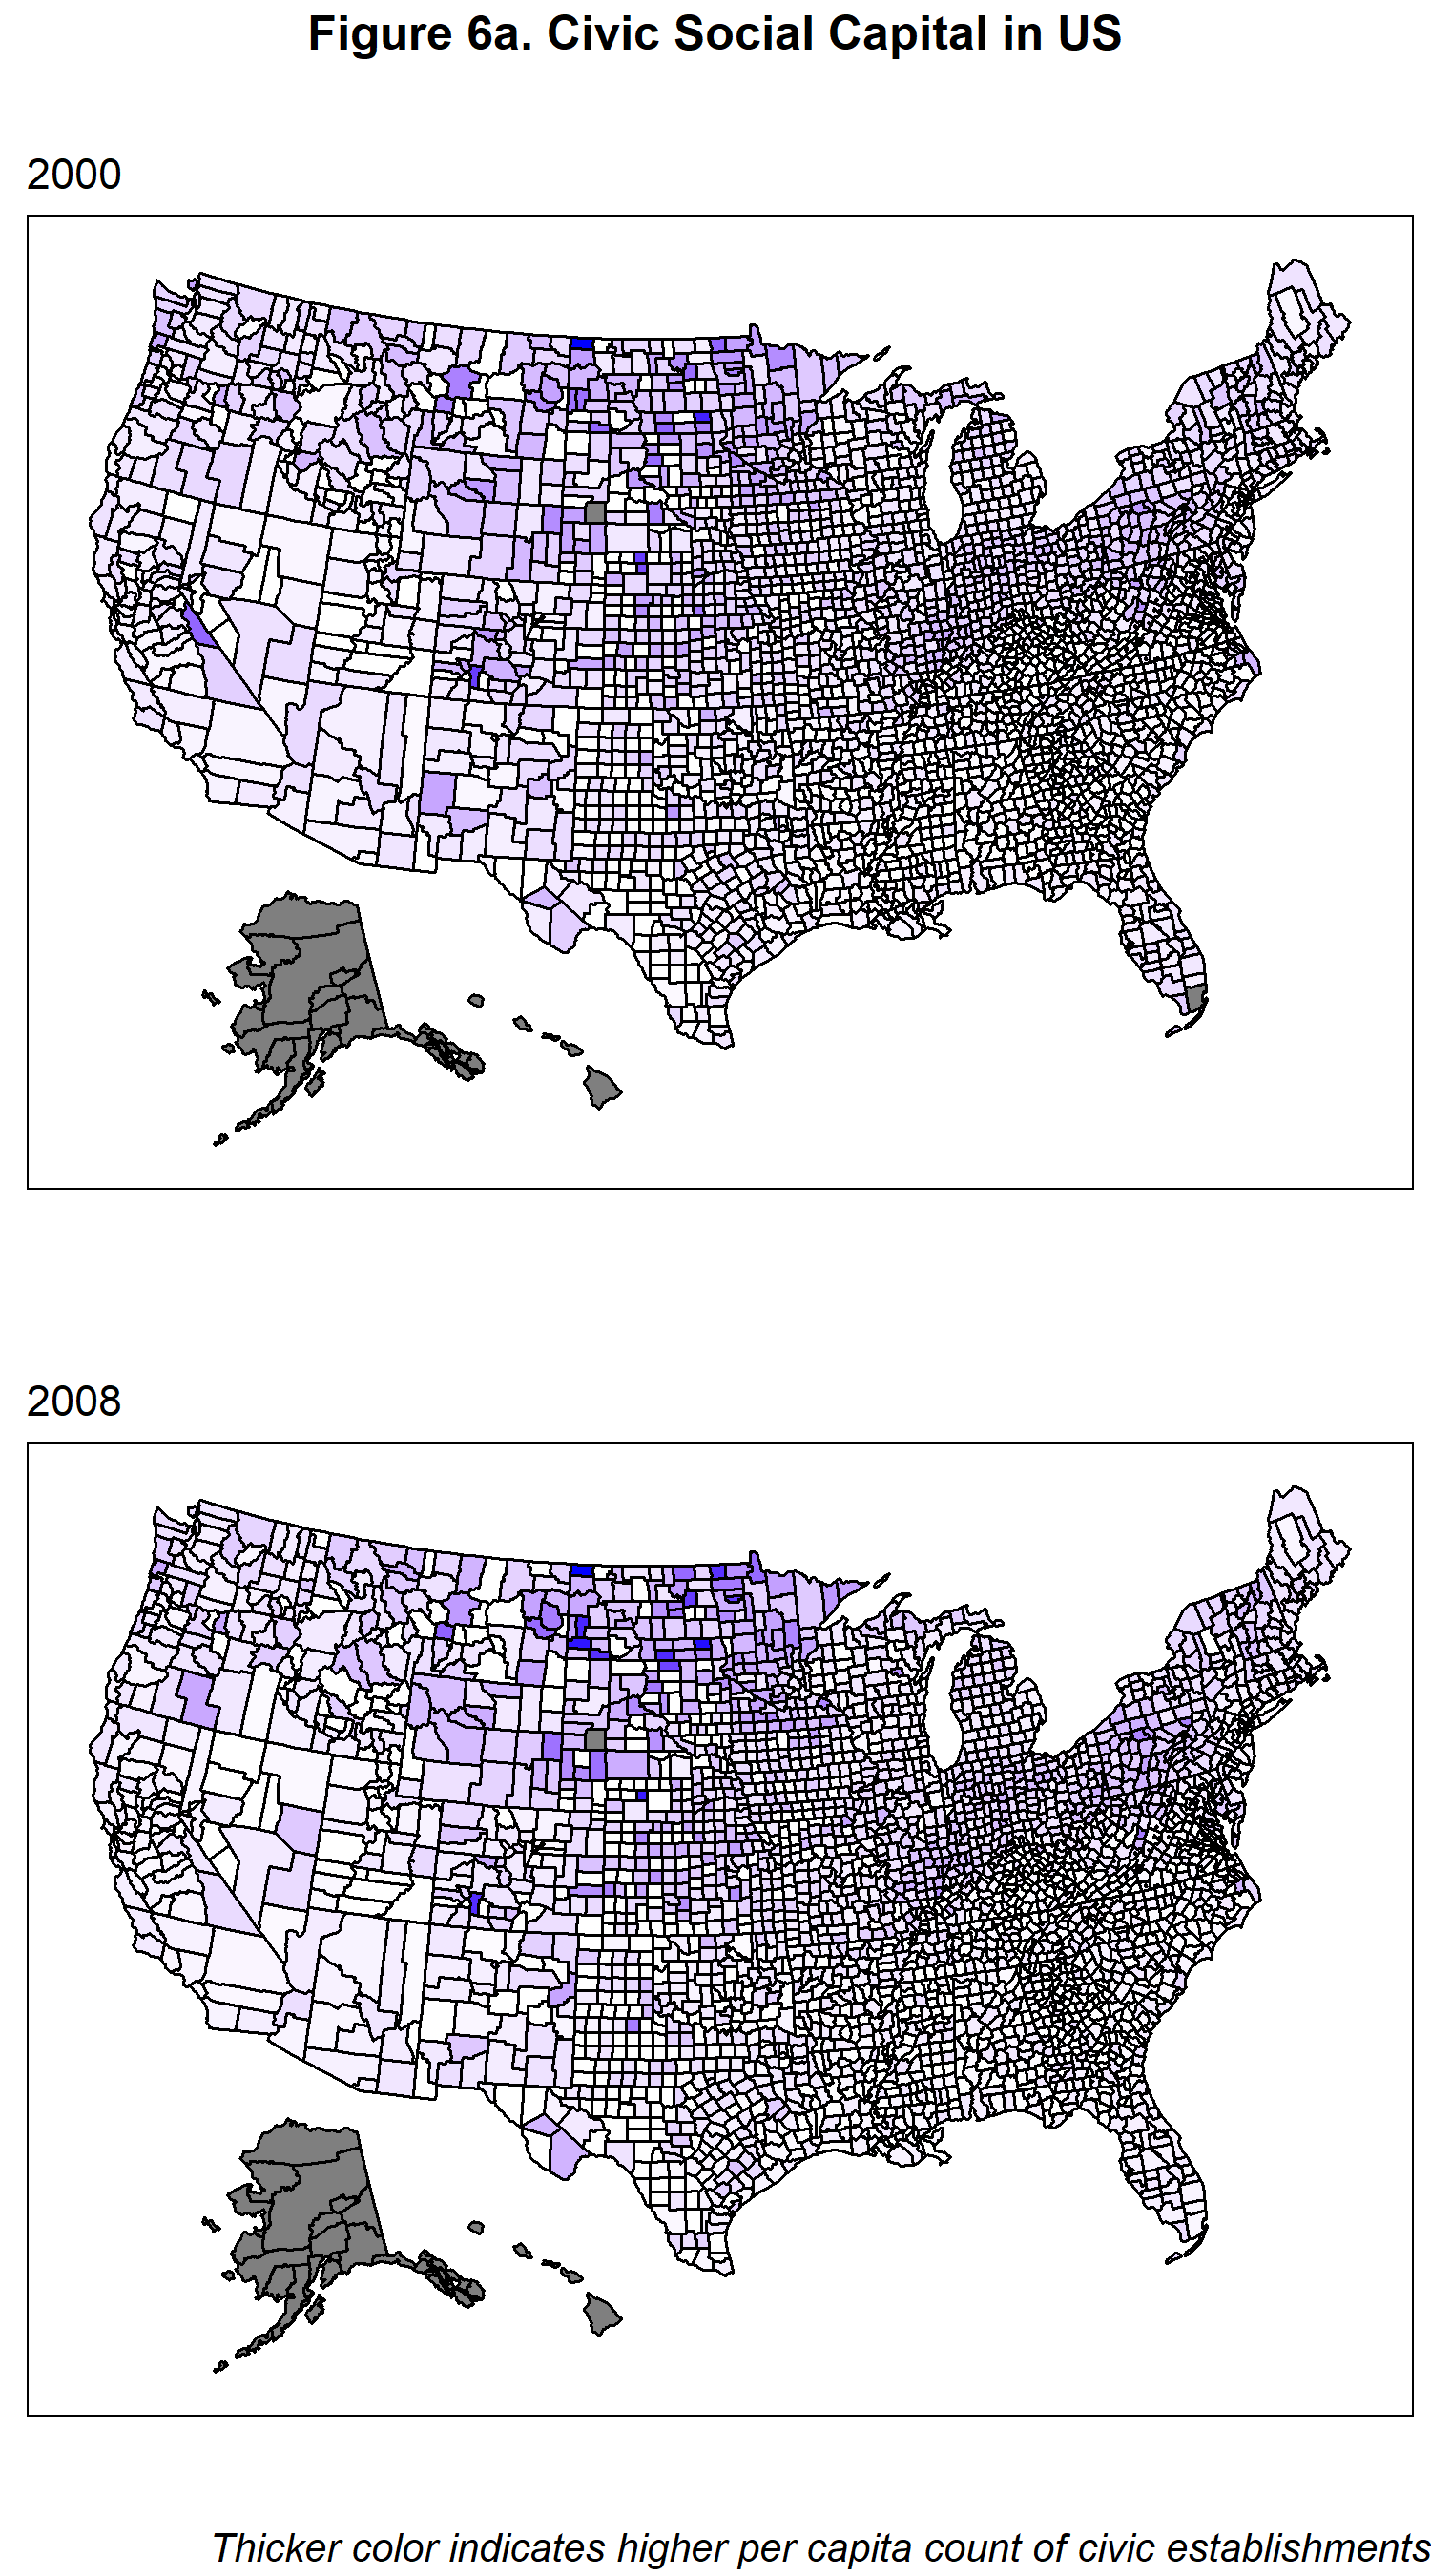 Figure 6a. Civic Social Capital in US
2000
2008
Thicker color indicates higher per capita count of civic establishments